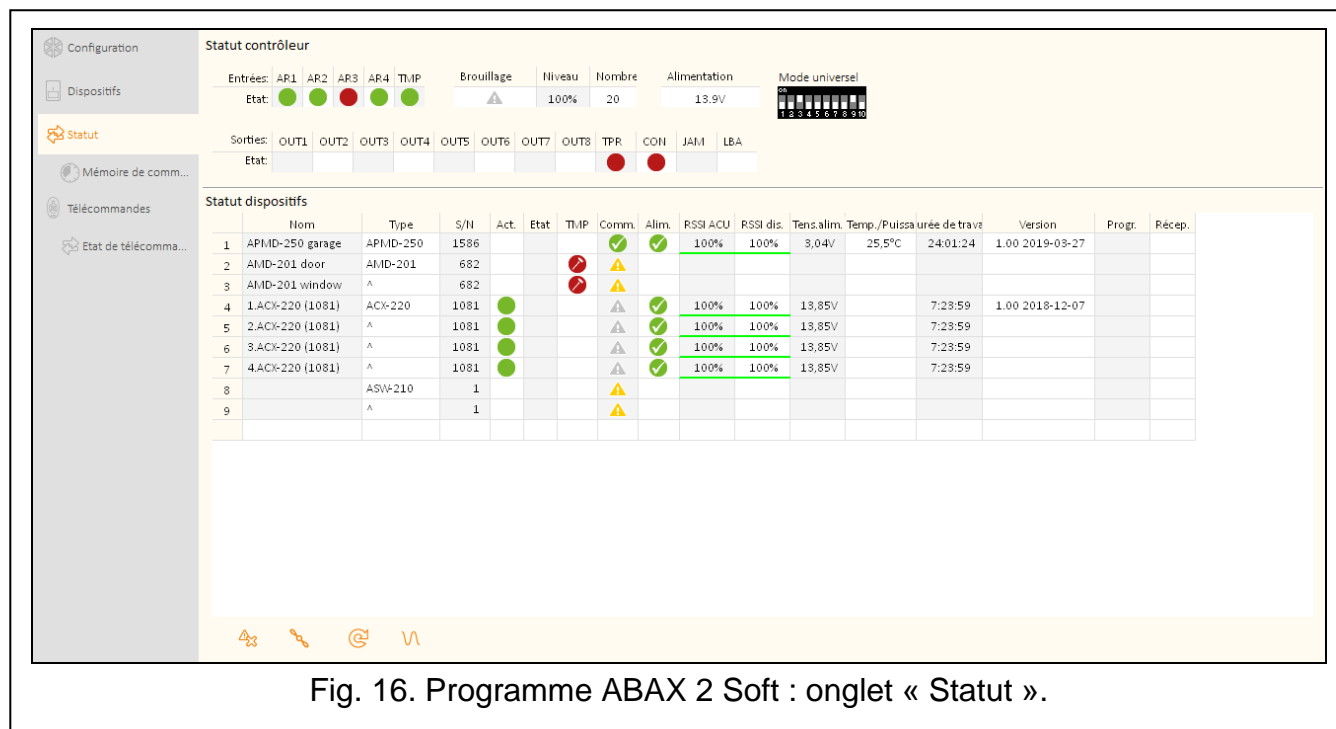 Configuration
Dispositifs
Statut
Mémoire de comm...
Télécommandes
Etat de télécomma...
Statut contrôleur
Entrées: AR1 AR2 AR3 AR4 TMP
Etat:
Brouillage Niveau Nombre
100% 20
Alimentation
13.9V
Mode universel
on
1 2 3 4 5 6 7 8 9 10
Sorties: OUT1 OUT2 OUT3 OUT4 OUT5 OUT6 OUT7 OUT8 TPR CON JAM LBA
Etat:
Statut dispositifs
Nom Type S/N Act. Etat TMP Comm. Alim. RSSI ACU RSSI dis. Tens.alim. Temp./Puissa urée de trava Version Progr. Récep.
1 APMD-250 garage APMD-250 1586 100% 100% 3,04V 25,5°C 24:01:24 1.00 2019-03-27
2 AMD-201 door AMD-201 682
3 AMD-201 window ^ 682
4 1.ACX-220 (1081) ACX-220 1081 100% 100% 13,85V 7:23:59 1.00 2018-12-07
5 2.ACX-220 (1081) ^ 1081 100% 100% 13,85V 7:23:59
6 3.ACX-220 (1081) ^ 1081 100% 100% 13,85V 7:23:59
7 4.ACX-220 (1081) ^ 1081 100% 100% 13,85V 7:23:59
8 ASW-210 1
9 ^ 1
Fig. 16. Programme ABAX 2 Soft : onglet « Statut ».